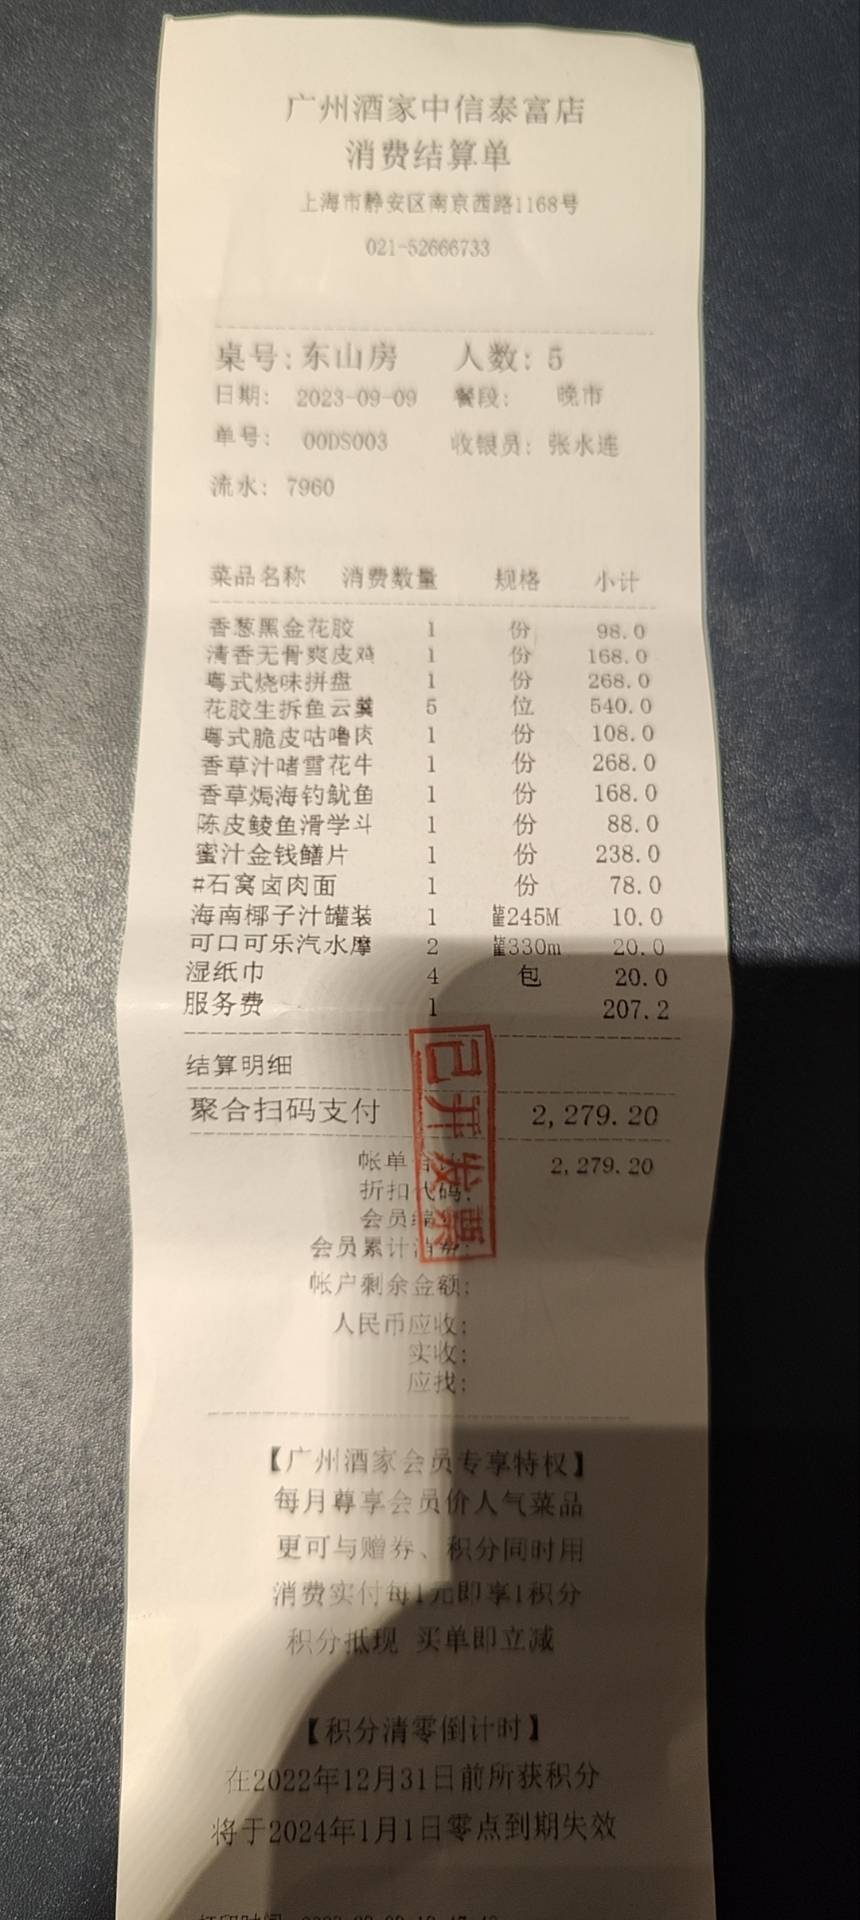 广州酒家中信泰富店
消费结算单
上海市静安区南京西路1168号
021-52666733
桌号: 东山房 人数: 5
日期: 2023-09-09 餐段: 晚市
单号: 00DS003 收银员: 张水连
流水: 7960
菜品名称 消费数量 规格 小计
香葱黑金花胶 1 份 98.0
清香无骨爽皮鸡 1 份 168.0
粤式烧味拼盘 1 份 268.0
花胶生拆鱼云羹 5 位 540.0
粤式脆皮咕噜肉 1 份 108.0
香草汁啫雪花牛 1 份 268.0
香草焗海钓鱿鱼 1 份 168.0
陈皮鲮鱼滑学斗 1 份 88.0
蜜汁金钱鳝片 1 份 238.0
#石窝卤肉面 1 份 78.0
海南椰子汁罐装 1 罐245M 10.0
可口可乐汽水摩 2 罐330m 20.0
湿纸巾 4 包 20.0
服务费 1 207.2
结算明细
聚合扫码支付 2,279.20
已开发票
帐单 2,279.20
折扣代码:
会员编
会员累计消费:
帐户剩余金额:
人民币应收:
实收:
应找:
【广州酒家会员专享特权】
每月尊享会员价人气菜品
更可与赠券、积分同时用
消费实付每1元即享1积分
积分抵现 买单即立减
【积分清零倒计时】
在2022年12月31日前所获积分
将于2024年1月1日零点到期失效